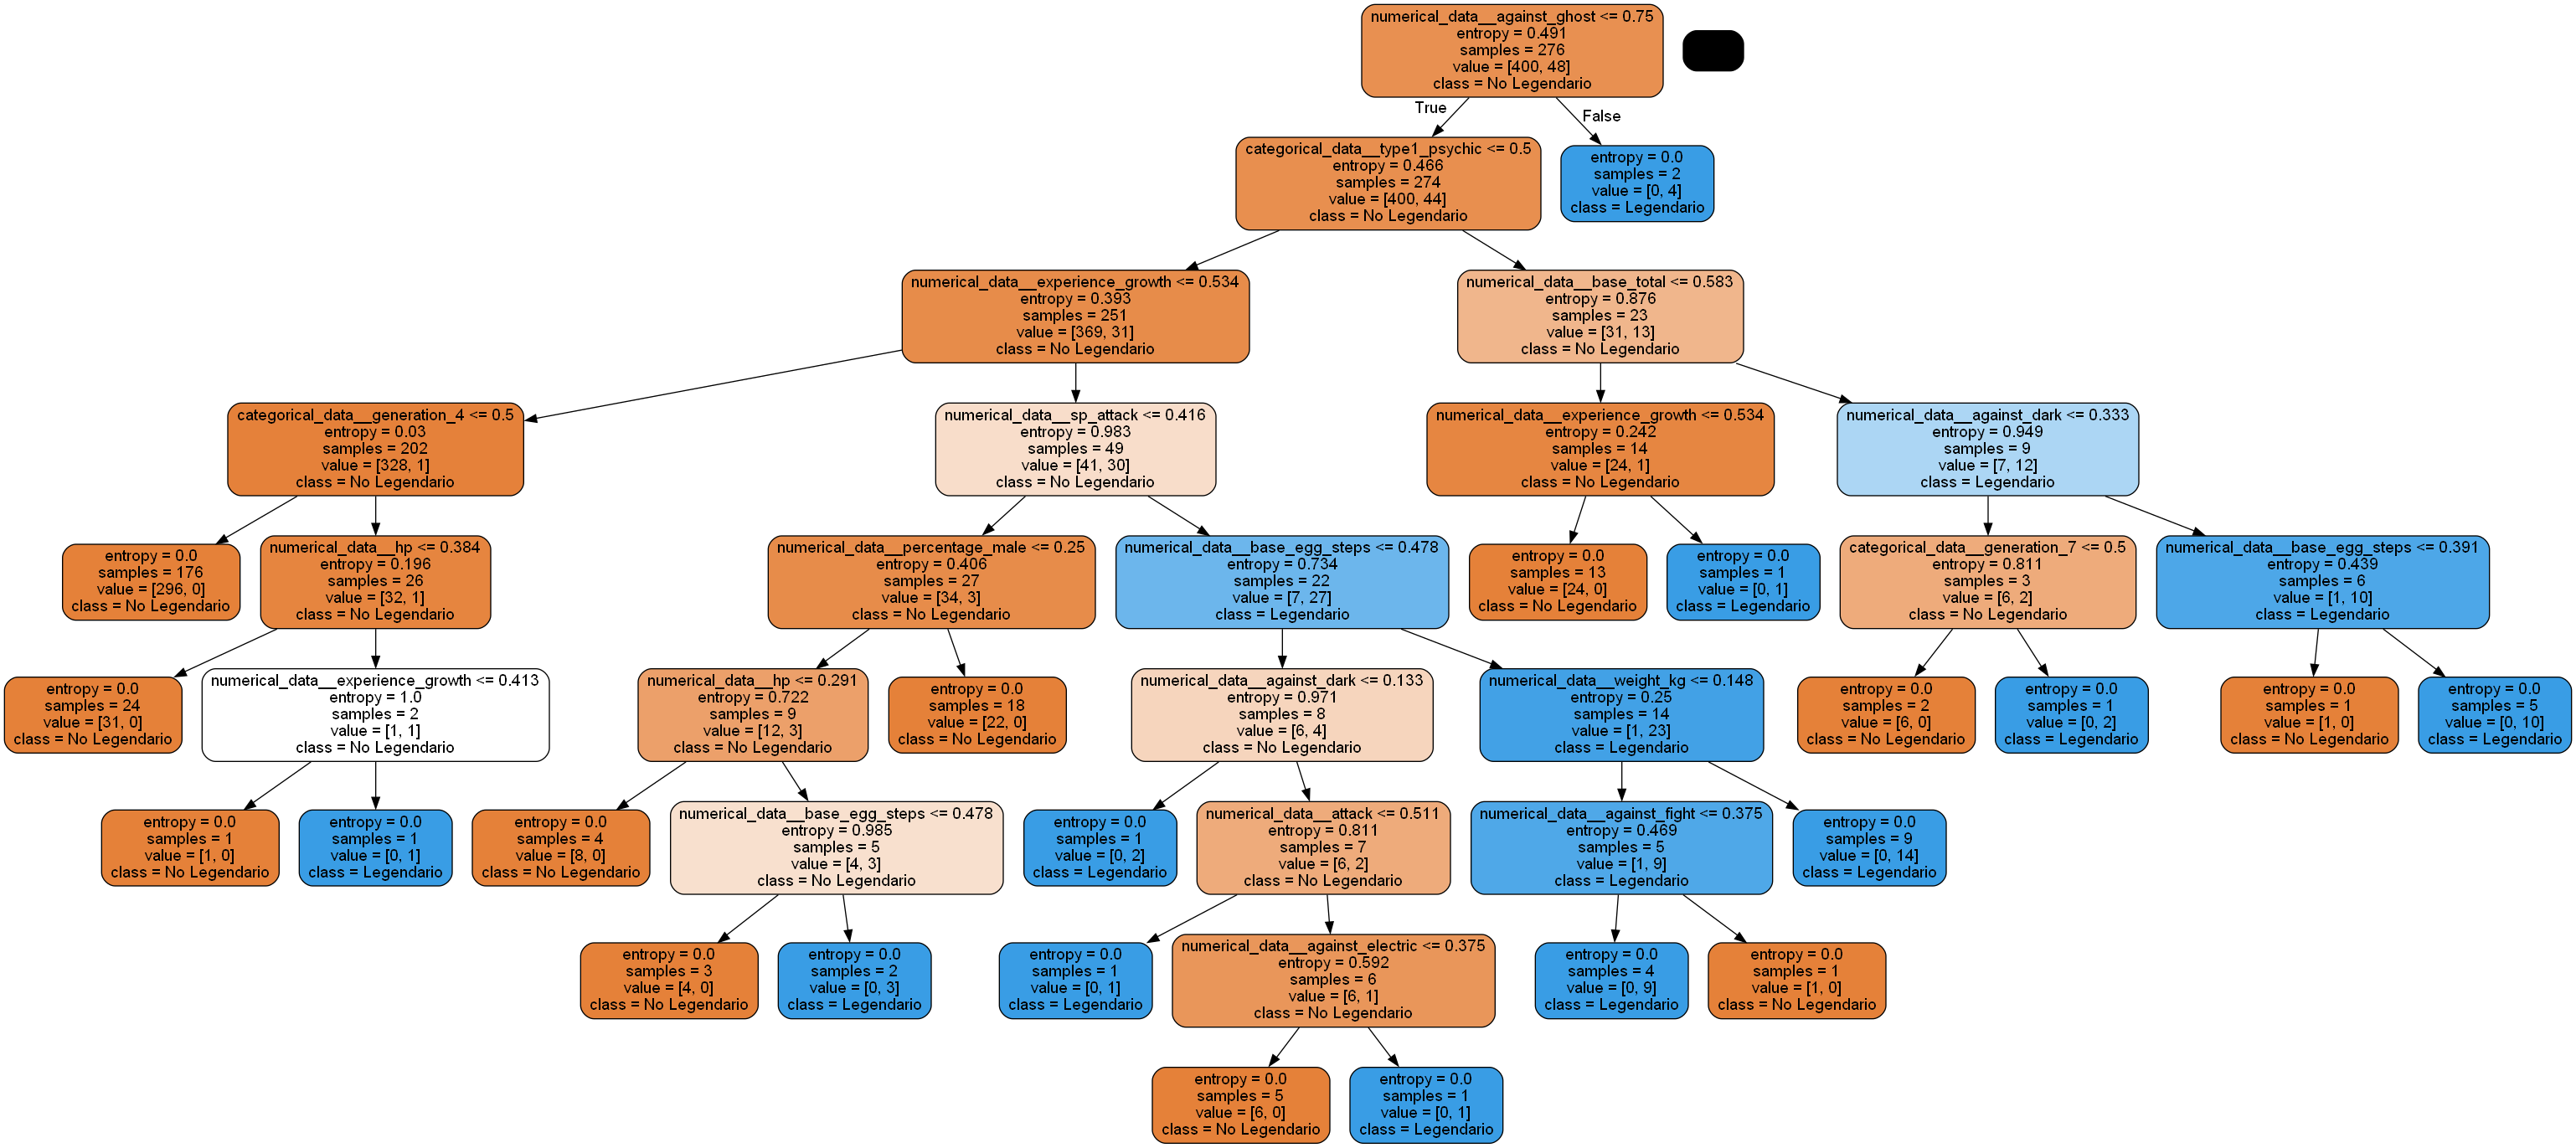 numerical_data__against_ghost <= 0.75
entropy = 0.491
samples = 276
value = [400, 48]
class = No Legendario
True
False
categorical_data__type1_psychic <= 0.5
entropy = 0.466
samples = 274
value = [400, 44]
class = No Legendario
entropy = 0.0
samples = 2
value = [0, 4]
class = Legendario
numerical_data__experience_growth <= 0.534
entropy = 0.393
samples = 251
value = [369, 31]
class = No Legendario
numerical_data__base_total <= 0.583
entropy = 0.876
samples = 23
value = [31, 13]
class = No Legendario
categorical_data__generation_4 <= 0.5
entropy = 0.03
samples = 202
value = [328, 1]
class = No Legendario
numerical_data__sp_attack <= 0.416
entropy = 0.983
samples = 49
value = [41, 30]
class = No Legendario
numerical_data__experience_growth <= 0.534
entropy = 0.242
samples = 14
value = [24, 1]
class = No Legendario
numerical_data__against_dark <= 0.333
entropy = 0.949
samples = 9
value = [7, 12]
class = Legendario
entropy = 0.0
samples = 176
value = [296, 0]
class = No Legendario
numerical_data__hp <= 0.384
entropy = 0.196
samples = 26
value = [32, 1]
class = No Legendario
numerical_data__percentage_male <= 0.25
entropy = 0.406
samples = 27
value = [34, 3]
class = No Legendario
numerical_data__base_egg_steps <= 0.478
entropy = 0.734
samples = 22
value = [7, 27]
class = Legendario
entropy = 0.0
samples = 13
value = [24, 0]
class = No Legendario
entropy = 0.0
samples = 1
value = [0, 1]
class = Legendario
categorical_data__generation_7 <= 0.5
entropy = 0.811
samples = 3
value = [6, 2]
class = No Legendario
numerical_data__base_egg_steps <= 0.391
entropy = 0.439
samples = 6
value = [1, 10]
class = Legendario
entropy = 0.0
samples = 24
value = [31, 0]
class = No Legendario
numerical_data__experience_growth <= 0.413
entropy = 1.0
samples = 2
value = [1, 1]
class = No Legendario
numerical_data__hp <= 0.291
entropy = 0.722
samples = 9
value = [12, 3]
class = No Legendario
entropy = 0.0
samples = 18
value = [22, 0]
class = No Legendario
numerical_data__against_dark <= 0.133
entropy = 0.971
samples = 8
value = [6, 4]
class = No Legendario
numerical_data__weight_kg <= 0.148
entropy = 0.25
samples = 14
value = [1, 23]
class = Legendario
entropy = 0.0
samples = 2
value = [6, 0]
class = No Legendario
entropy = 0.0
samples = 1
value = [0, 2]
class = Legendario
entropy = 0.0
samples = 1
value = [1, 0]
class = No Legendario
entropy = 0.0
samples = 5
value = [0, 10]
class = Legendario
entropy = 0.0
samples = 1
value = [1, 0]
class = No Legendario
entropy = 0.0
samples = 1
value = [0, 1]
class = Legendario
entropy = 0.0
samples = 4
value = [8, 0]
class = No Legendario
numerical_data__base_egg_steps <= 0.478
entropy = 0.985
samples = 5
value = [4, 3]
class = No Legendario
entropy = 0.0
samples = 1
value = [0, 2]
class = Legendario
numerical_data__attack <= 0.511
entropy = 0.811
samples = 7
value = [6, 2]
class = No Legendario
numerical_data__against_fight <= 0.375
entropy = 0.469
samples = 5
value = [1, 9]
class = Legendario
entropy = 0.0
samples = 9
value = [0, 14]
class = Legendario
entropy = 0.0
samples = 3
value = [4, 0]
class = No Legendario
entropy = 0.0
samples = 2
value = [0, 3]
class = Legendario
entropy = 0.0
samples = 1
value = [0, 1]
class = Legendario
numerical_data__against_electric <= 0.375
entropy = 0.592
samples = 6
value = [6, 1]
class = No Legendario
entropy = 0.0
samples = 4
value = [0, 9]
class = Legendario
entropy = 0.0
samples = 1
value = [1, 0]
class = No Legendario
entropy = 0.0
samples = 5
value = [6, 0]
class = No Legendario
entropy = 0.0
samples = 1
value = [0, 1]
class = Legendario